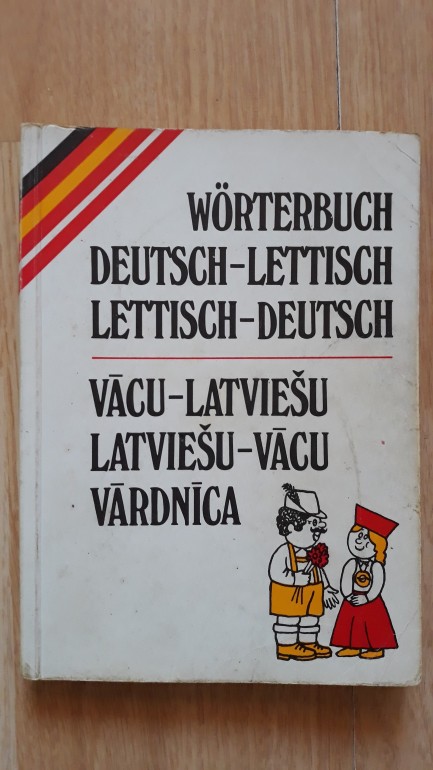 WÖRTERBUCH
DEUTSCH-LETTISCH
LETTISCH-DEUTSCH
VĀCU-LATVIEŠU
LATVIEŠU-VĀCU
VĀRDNĪCA